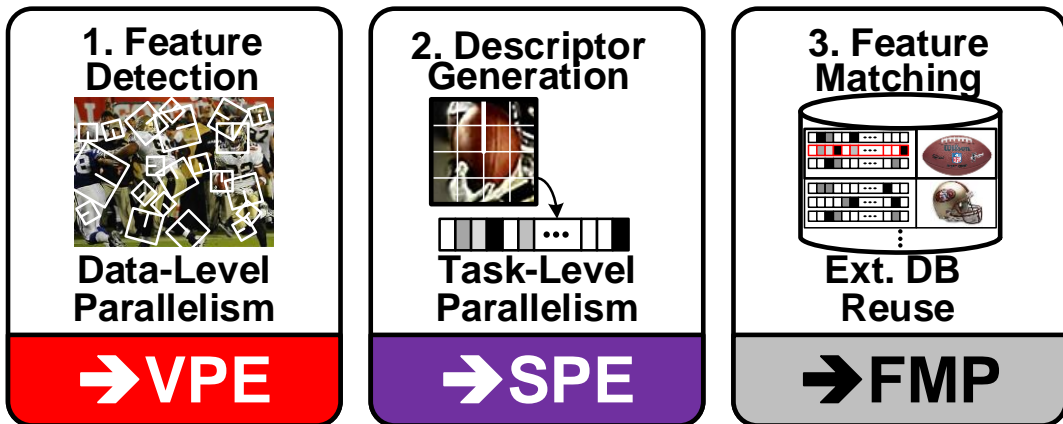 1. Feature
Detection
Data-Level
Parallelism
➔VPE
2. Descriptor
Generation
•••
Task-Level
Parallelism
➔SPE
3. Feature
Matching
Ext. DB
Reuse
➔FMP